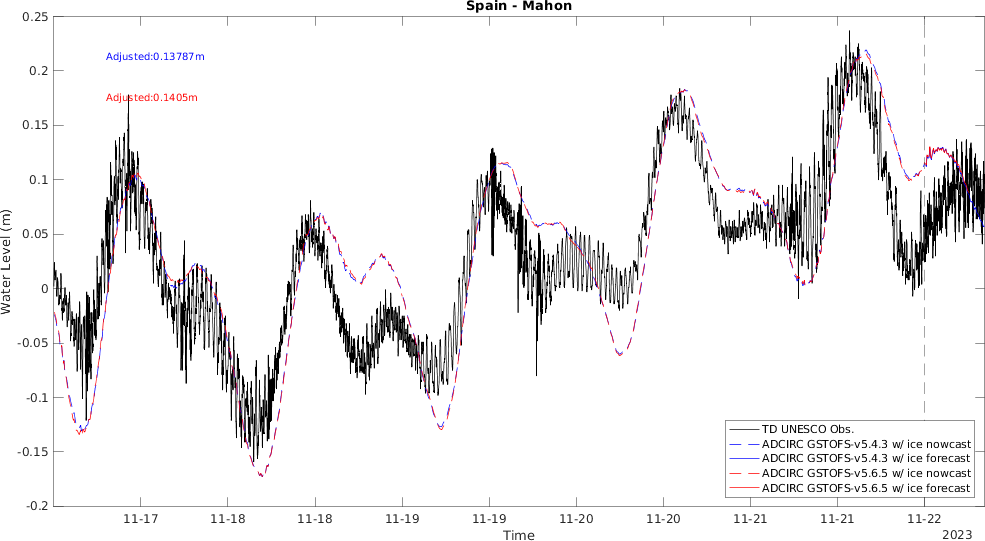 Spain - Mahon
0.25
0.2
0.15
0.1
0.05
0
-0.05
-0.1
-0.15
-0.2
Water Level (m)
Adjusted:0.13787m
Adjusted:0.1405m
TD UNESCO Obs.
ADCIRC GSTOFS-v5.4.3 w/ ice nowcast
ADCIRC GSTOFS-v5.4.3 w/ ice forecast
ADCIRC GSTOFS-v5.6.5 w/ ice nowcast
ADCIRC GSTOFS-v5.6.5 w/ ice forecast
11-17 11-18 11-18 11-19 11-19 11-20 11-20 11-21 11-21 11-22
Time
2023